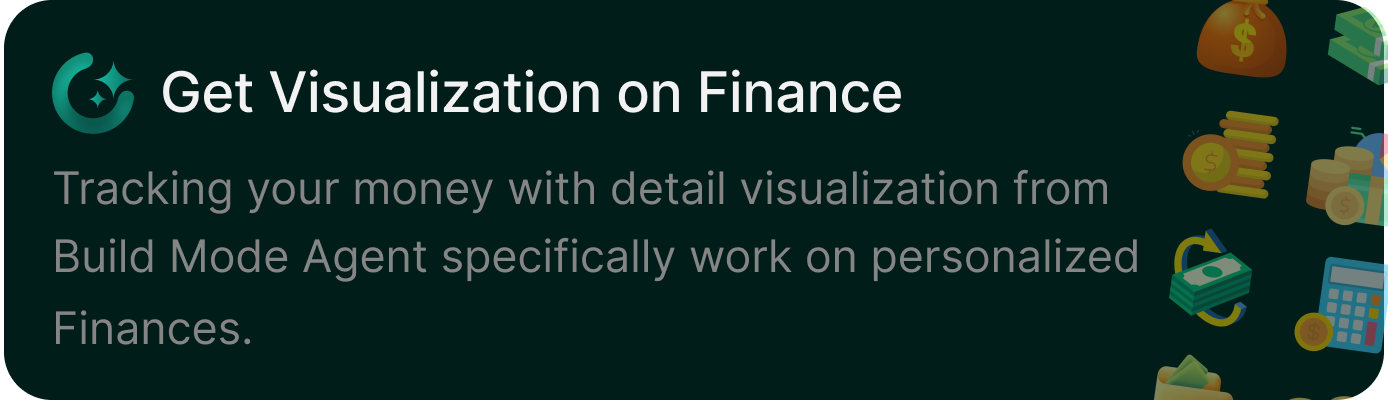 Get Visualization on Finance
Tracking your money with detail visualization from
Build Mode Agent specifically work on personalized
Finances.